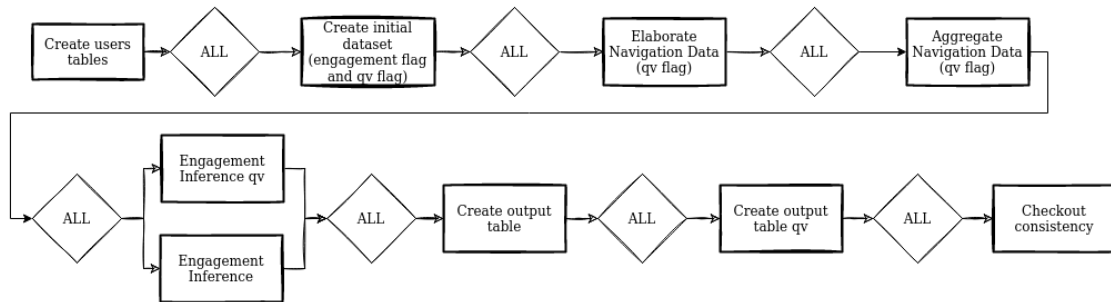 Create users
tables
ALL
Create initial
dataset
(engagement flag
and qv flag)
ALL
Elaborate
Navigation Data
(qv flag)
ALL
Aggregate
Navigation Data
(qv flag)
ALL
Engagement
Inference qv
Engagement
Inference
ALL
Create output
table
ALL
Create output
table qv
ALL
Checkout
consistency